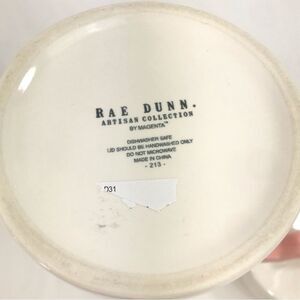 RAE DUNN.
ARTISAN COLLECTION
BY MAGENTA™
DISHWASHER SAFE
LID SHOULD BE HANDWASHED ONLY
DO NOT MICROWAVE
MADE IN CHINA
- 213 -
D31